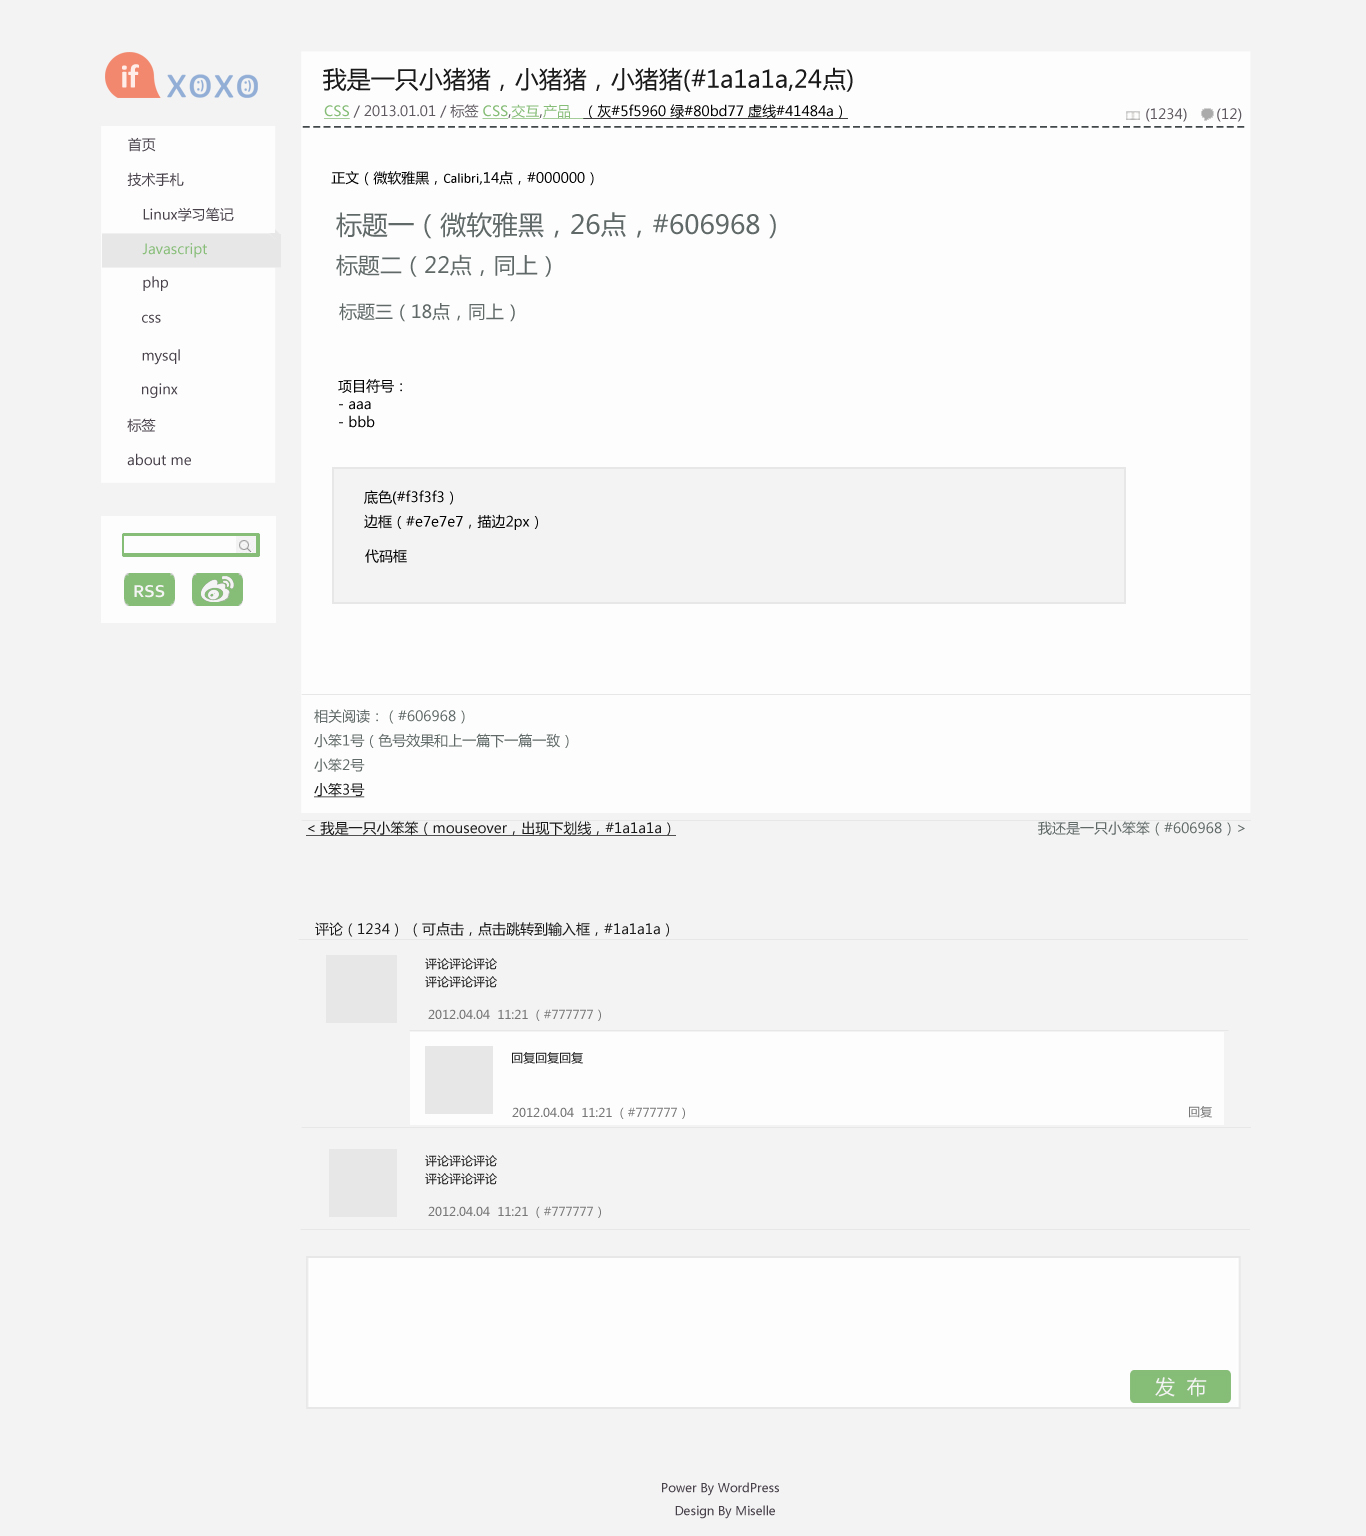 if xoxo
首页
技术手札
Linux学习笔记
Javascript
php
css
mysql
nginx
标签
about me
RSS
我是一只小猪猪，小猪猪，小猪猪(#1a1a1a,24点)
CSS / 2013.01.01 / 标签 CSS,交互,产品 （灰#5f5960 绿#80bd77 虚线#41484a）
(1234) (12)
正文（微软雅黑，Calibri,14点，#000000）
标题一（微软雅黑，26点，#606968）
标题二（22点，同上）
标题三（18点，同上）
项目符号：
- aaa
- bbb
底色(#f3f3f3）
边框（#e7e7e7，描边2px）
代码框
相关阅读：（#606968）
小笨1号（色号效果和上一篇下一篇一致）
小笨2号
小笨3号
< 我是一只小笨笨（mouseover，出现下划线，#1a1a1a） 我还是一只小笨笨（#606968）>
评论（1234）（可点击，点击跳转到输入框，#1a1a1a）
评论评论评论
评论评论评论
2012.04.04 11:21（#777777）
回复回复回复
2012.04.04 11:21（#777777） 回复
评论评论评论
评论评论评论
2012.04.04 11:21（#777777）
发 布
Power By WordPress
Design By Miselle